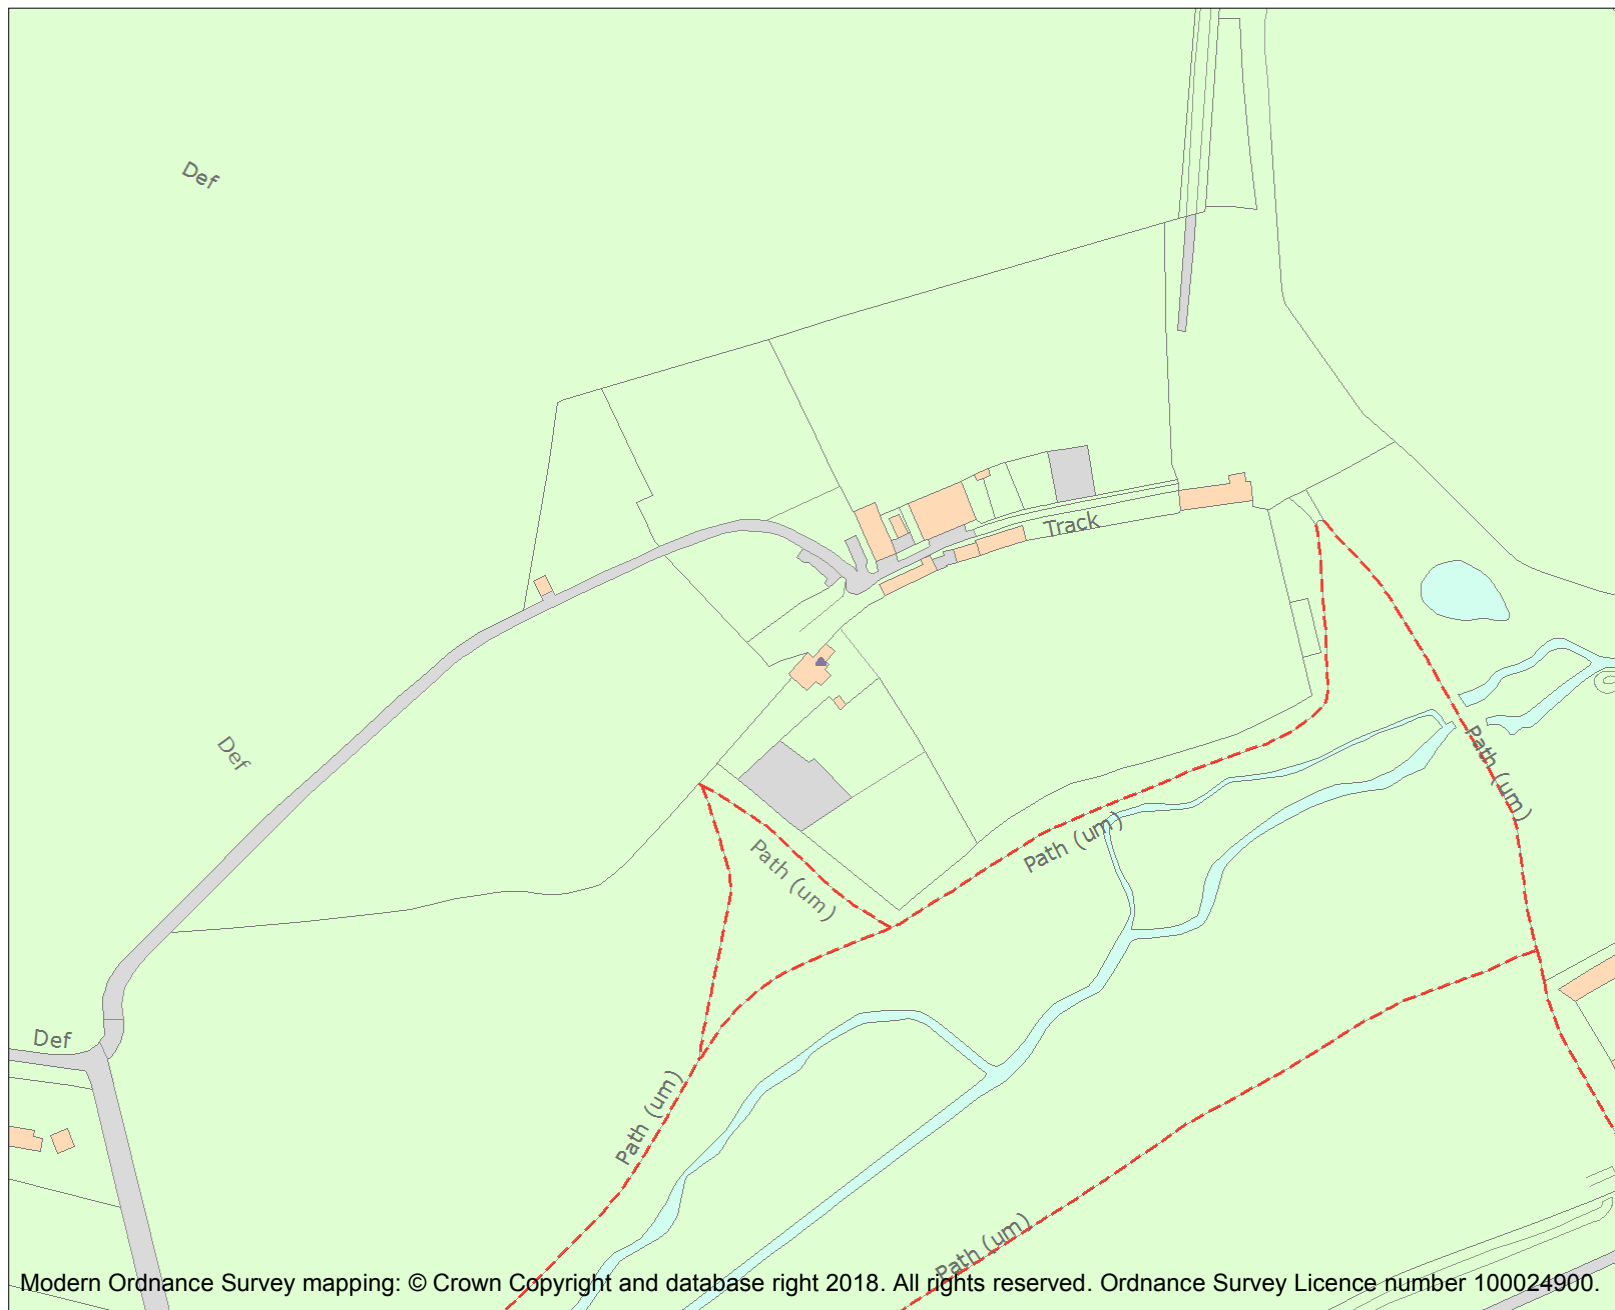 Def
Track
Def
Path (um)
Path (um)
Path (um)
Def
Path (um)
Path (um)
Modern Ordnance Survey mapping: © Crown Copyright and database right 2018. All rights reserved. Ordnance Survey Licence number 100024900.